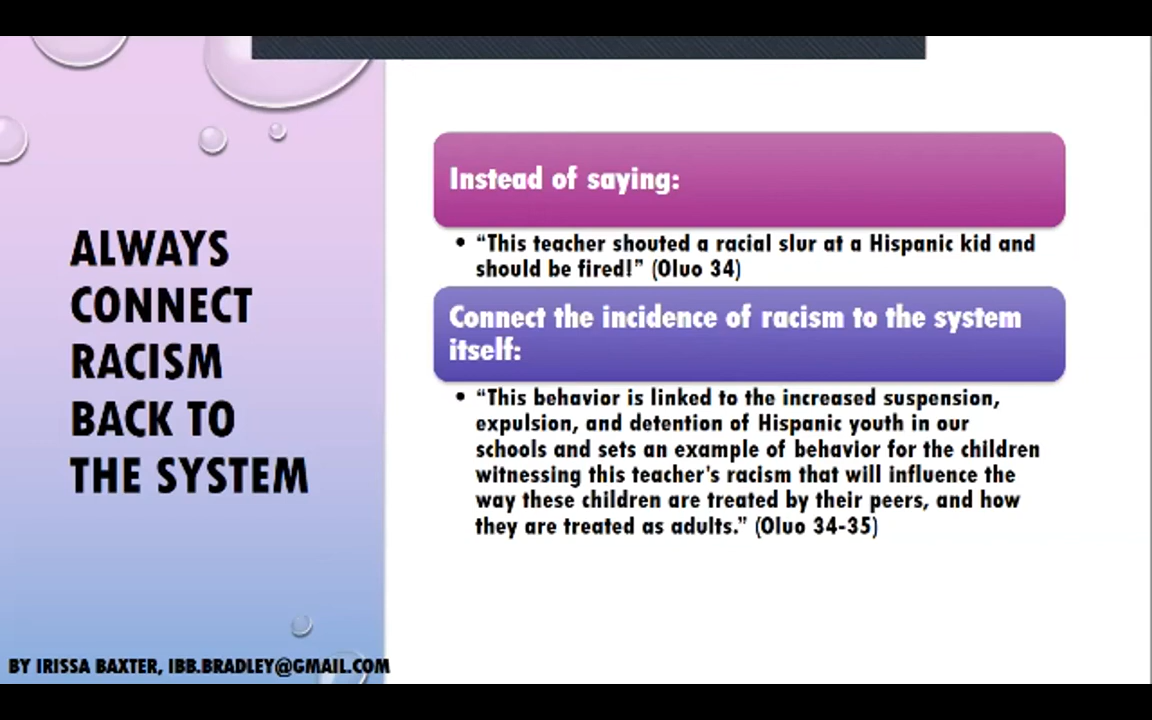 ALWAYS
CONNECT
RACISM
BACK TO
THE SYSTEM
Instead of saying:
• “This teacher shouted a racial slur at a Hispanic kid and
should be fired!” (Oluo 34)
Connect the incidence of racism to the system
itself:
• “This behavior is linked to the increased suspension,
expulsion, and detention of Hispanic youth in our
schools and sets an example of behavior for the children
witnessing this teacher's racism that will influence the
way these children are treated by their peers, and how
they are treated as adults.” (Oluo 34-35)
BY IRISSA BAXTER, IBB.BRADLEY@GMAIL.COM